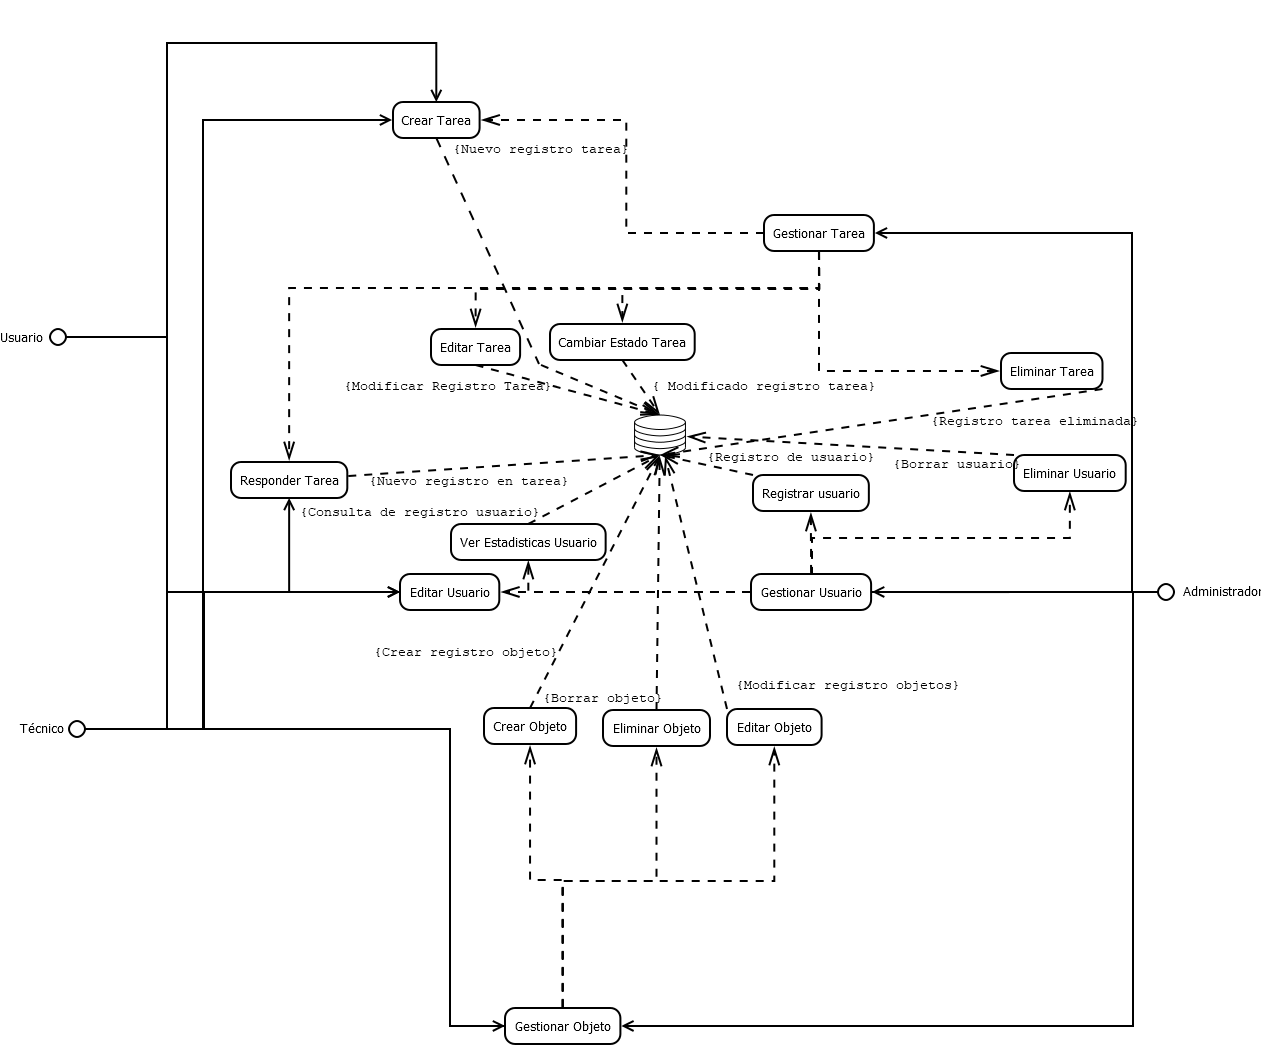 Crear Tarea
{Nuevo registro tarea}
Gestionar Tarea
Usuario
Editar Tarea
Cambiar Estado Tarea
Eliminar Tarea
{Modificar Registro Tarea}
{ Modificado registro tarea}
{Registro tarea eliminada}
{Registro de usuario}
{Borrar usuario}
Eliminar Usuario
Responder Tarea
{Nuevo registro en tarea}
Registrar usuario
{Consulta de registro usuario}
Ver Estadisticas Usuario
Editar Usuario
Gestionar Usuario
Administrador
{Crear registro objeto}
{Modificar registro objetos}
{Borrar objeto}
Técnico
Crear Objeto
Eliminar Objeto
Editar Objeto
Gestionar Objeto